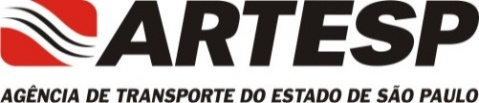 ARTESP
AGÊNCIA DE TRANSPORTE DO ESTADO DE SÃO PAULO